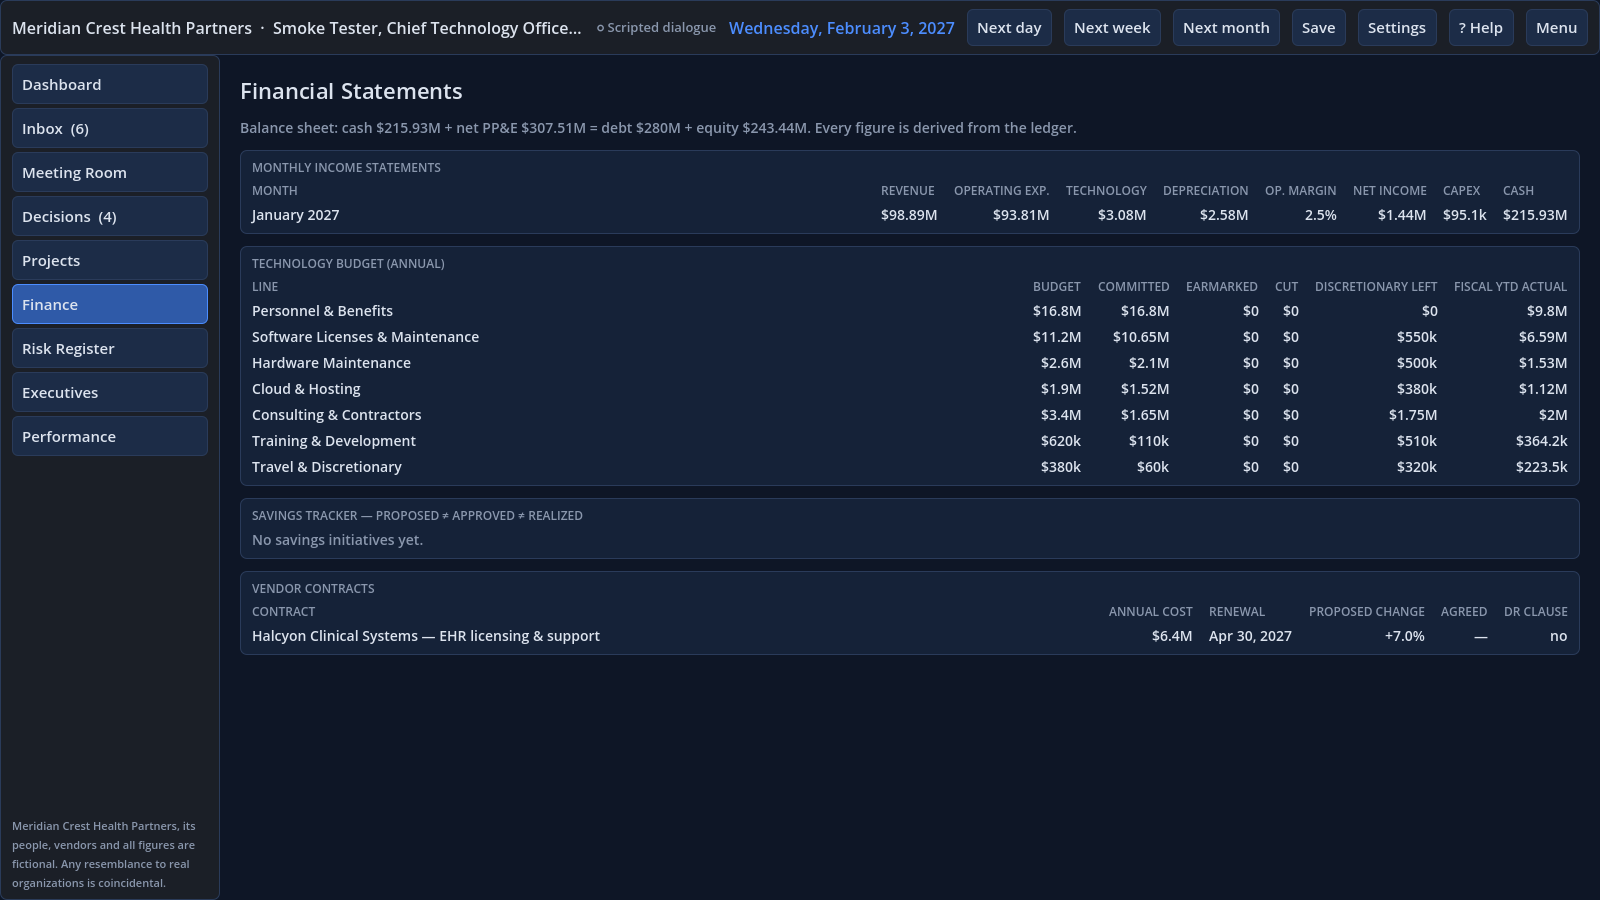 Meridian Crest Health Partners · Smoke Tester, Chief Technology Office... Scripted dialogue Wednesday, February 3, 2027 Next day Next week Next month Save Settings ? Help Menu
Dashboard
Inbox (6)
Meeting Room
Decisions (4)
Projects
Finance
Risk Register
Executives
Performance
Meridian Crest Health Partners, its
people, vendors and all figures are
fictional. Any resemblance to real
organizations is coincidental.
Financial Statements
Balance sheet: cash $215.93M + net PP&E $307.51M = debt $280M + equity $243.44M. Every figure is derived from the ledger.
MONTHLY INCOME STATEMENTS
MONTH REVENUE OPERATING EXP. TECHNOLOGY DEPRECIATION OP. MARGIN NET INCOME CAPEX CASH
January 2027 $98.89M $93.81M $3.08M $2.58M 2.5% $1.44M $95.1k $215.93M
TECHNOLOGY BUDGET (ANNUAL)
LINE BUDGET COMMITTED EARMARKED CUT DISCRETIONARY LEFT FISCAL YTD ACTUAL
Personnel & Benefits $16.8M $16.8M $0 $0 $0 $9.8M
Software Licenses & Maintenance $11.2M $10.65M $0 $0 $550k $6.59M
Hardware Maintenance $2.6M $2.1M $0 $0 $500k $1.53M
Cloud & Hosting $1.9M $1.52M $0 $0 $380k $1.12M
Consulting & Contractors $3.4M $1.65M $0 $0 $1.75M $2M
Training & Development $620k $110k $0 $0 $510k $364.2k
Travel & Discretionary $380k $60k $0 $0 $320k $223.5k
SAVINGS TRACKER — PROPOSED ≠ APPROVED ≠ REALIZED
No savings initiatives yet.
VENDOR CONTRACTS
CONTRACT ANNUAL COST RENEWAL PROPOSED CHANGE AGREED DR CLAUSE
Halcyon Clinical Systems — EHR licensing & support $6.4M Apr 30, 2027 +7.0% — no